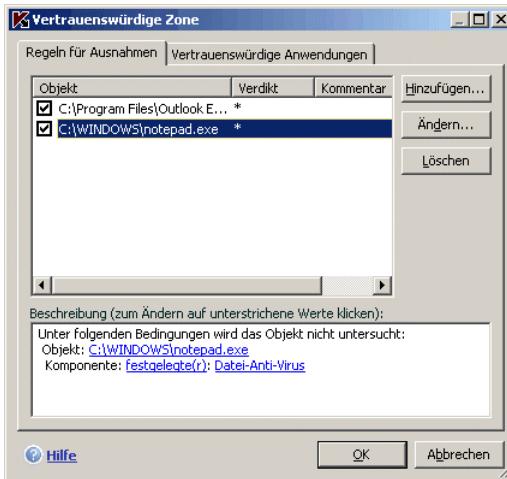 Vertrauenswürdige Zone
Regeln für Ausnahmen Vertrauenswürdige Anwendungen
Objekt Verdikt Kommentar
C:\Program Files\Outlook E... *
C:\WINDOWS\notepad.exe *
Hinzufügen...
Ändern...
Löschen
Beschreibung (zum Ändern auf unterstrichene Werte klicken):
Unter folgenden Bedingungen wird das Objekt nicht untersucht:
Objekt: C:\WINDOWS\notepad.exe
Komponente: festgelegte(r): Datei-Anti-Virus
Hilfe OK Abbrechen